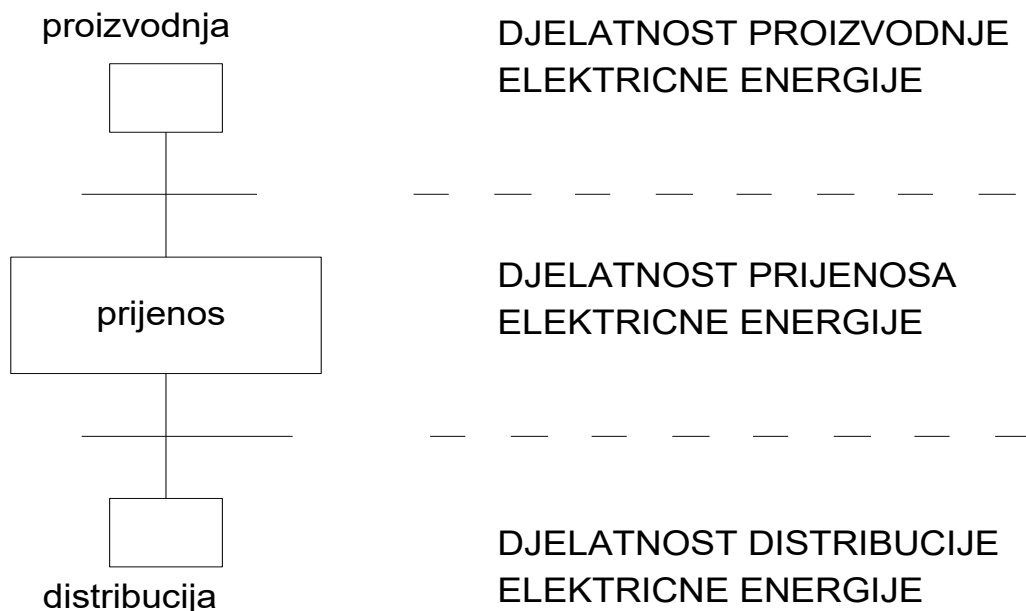 proizvodnja
DJELATNOST PROIZVODNJE
ELEKTRICNE ENERGIJE
prijenos
DJELATNOST PRIJENOSA
ELEKTRICNE ENERGIJE
distribucija
DJELATNOST DISTRIBUCIJE
ELEKTRICNE ENERGIJE